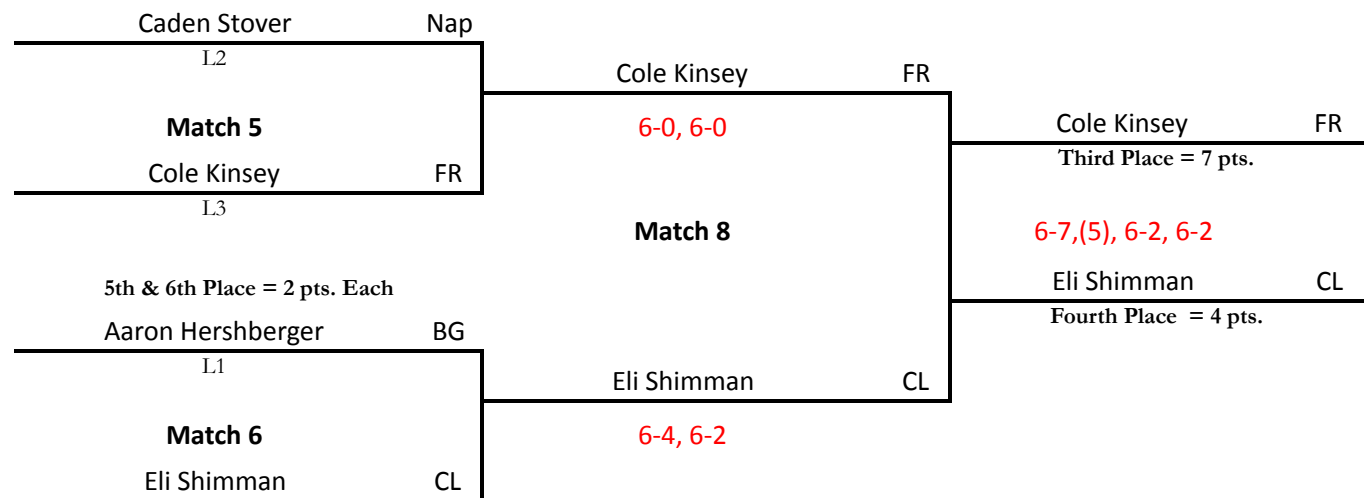 Caden Stover Nap
L2
Cole Kinsey FR
Match 5
6-0, 6-0
Cole Kinsey FR
Cole Kinsey FR
Third Place = 7 pts.
L3
Match 8
6-7,(5), 6-2, 6-2
5th & 6th Place = 2 pts. Each
Eli Shimman CL
Aaron Hershberger BG
Fourth Place = 4 pts.
L1
Eli Shimman CL
Match 6
6-4, 6-2
Eli Shimman CL